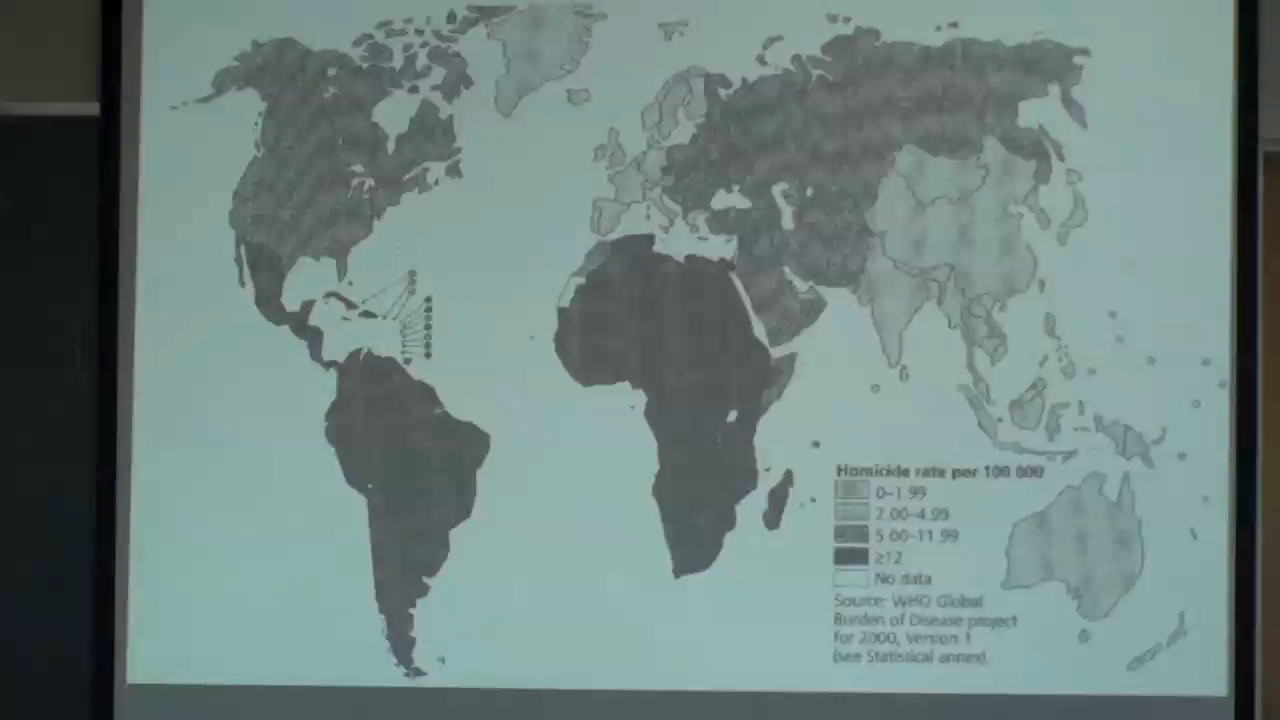 Homicide rate per 100 000
0–1.99
2.00–4.99
5.00–11.99
≥12
No data
Source: WHO Global
Burden of Disease project
for 2000, Version 1
(see Statistical annex)